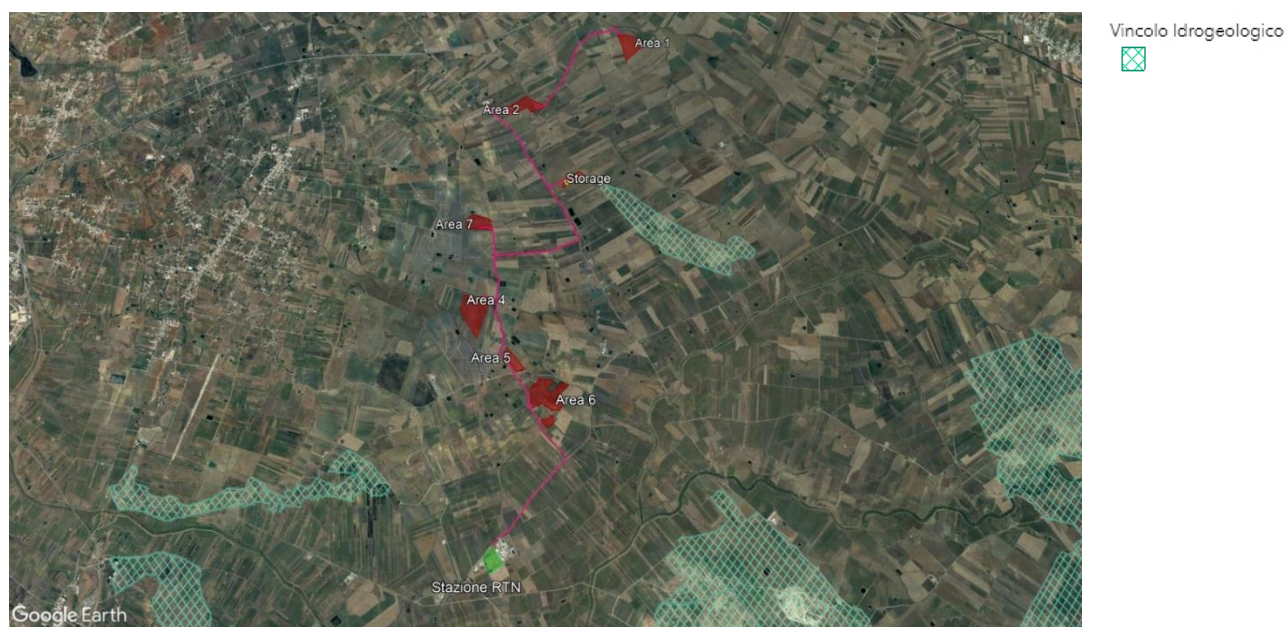 Vincolo Idrogeologico
Area 1
Area 2
Storage
Area 7
Area 4
Area 5
Area 6
Stazione RTN
Google Earth